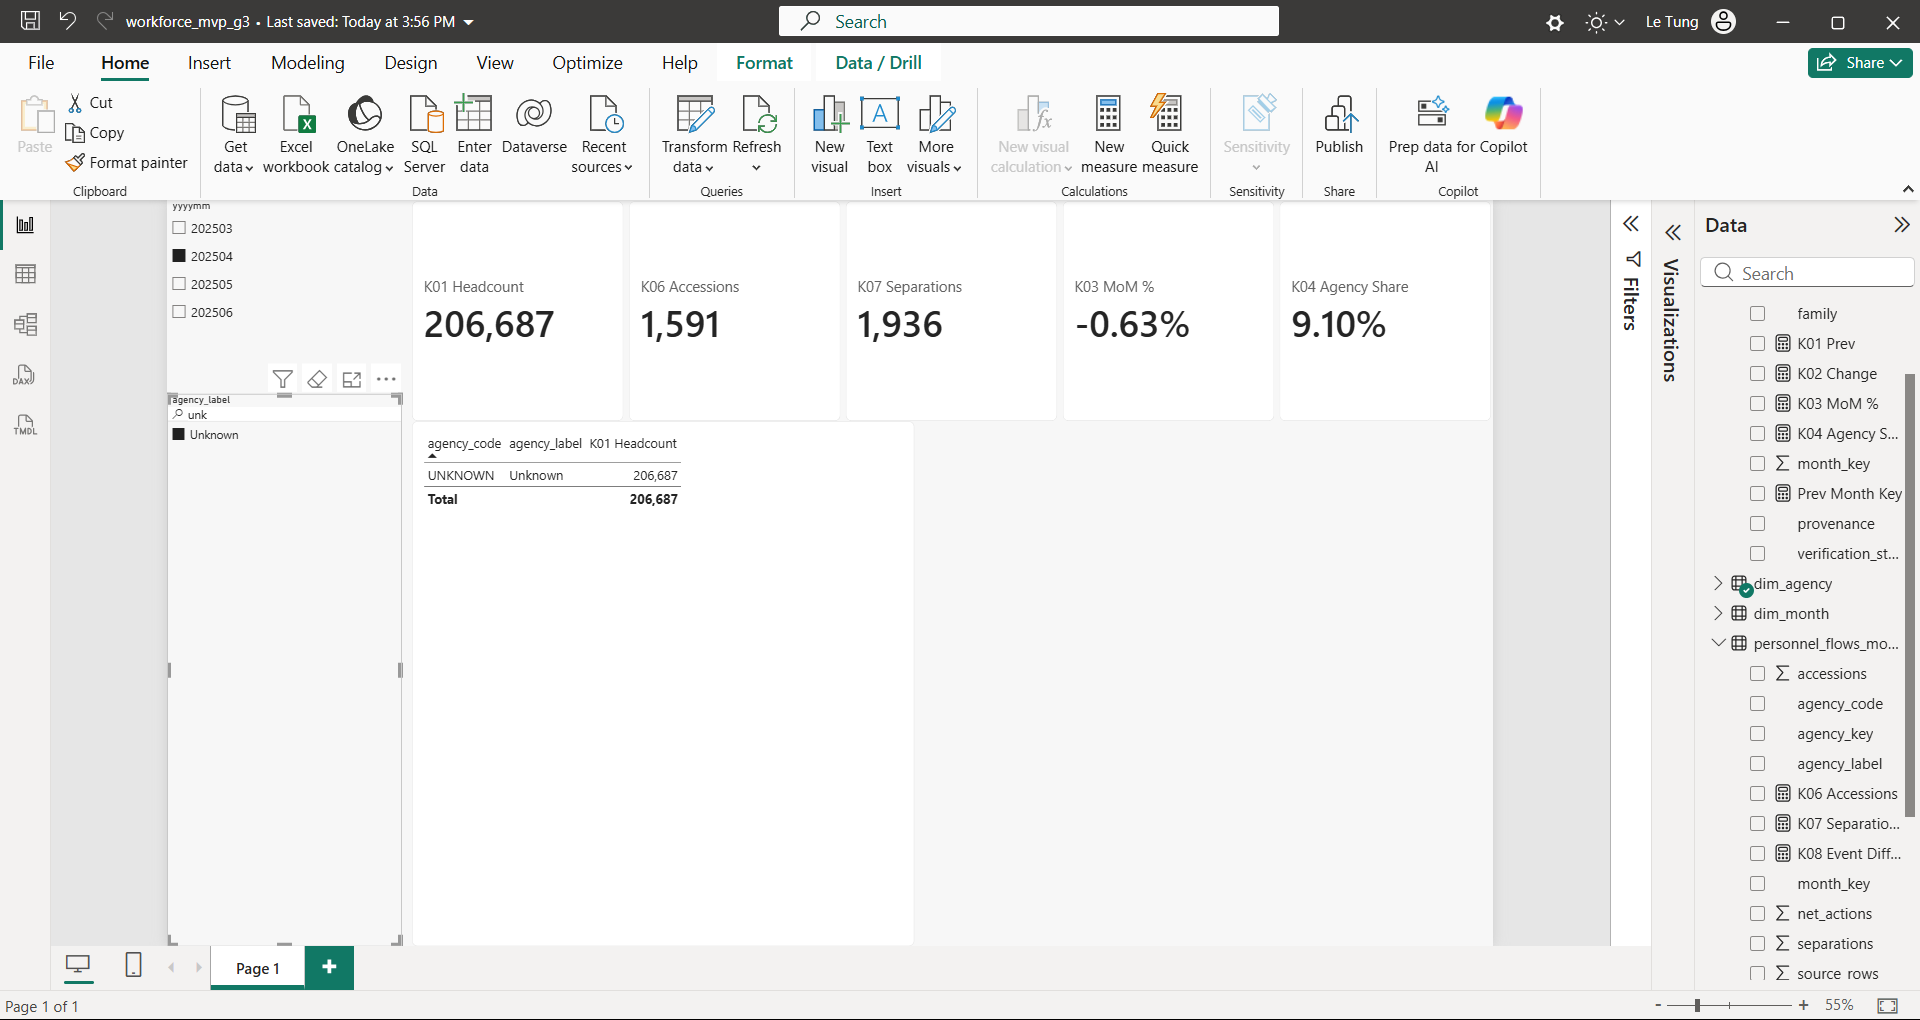 workforce_mvp_g3 • Last saved: Today at 3:56 PM
Search
Le Tung
File
Home
Insert
Modeling
Design
View
Optimize
Help
Format
Data / Drill
Share
Paste
Cut
Copy
Format painter
Clipboard
Get data
Excel workbook
OneLake catalog
SQL Server
Enter data
Dataverse
Recent sources
Data
Transform data
Refresh
Queries
New visual
Text box
More visuals
Insert
New visual calculation
New measure
Quick measure
Calculations
Sensitivity
Sensitivity
Publish
Share
Prep data for AI
Copilot
Copilot
DAX
TMDL
yyyymm
202503
202504
202505
202506
agency_label
unk
Unknown
K01 Headcount
206,687
K06 Accessions
1,591
K07 Separations
1,936
K03 MoM %
-0.63%
K04 Agency Share
9.10%
agency_code agency_label K01 Headcount
UNKNOWN Unknown 206,687
Total 206,687
Filters
Visualizations
Data
Search
family
K01 Prev
K02 Change
K03 MoM %
K04 Agency S...
month_key
Prev Month Key
provenance
verification_st...
dim_agency
dim_month
personnel_flows_mo...
accessions
agency_code
agency_key
agency_label
K06 Accessions
K07 Separatio...
K08 Event Diff...
month_key
net_actions
separations
source_rows
Page 1
Page 1 of 1
- + 55%